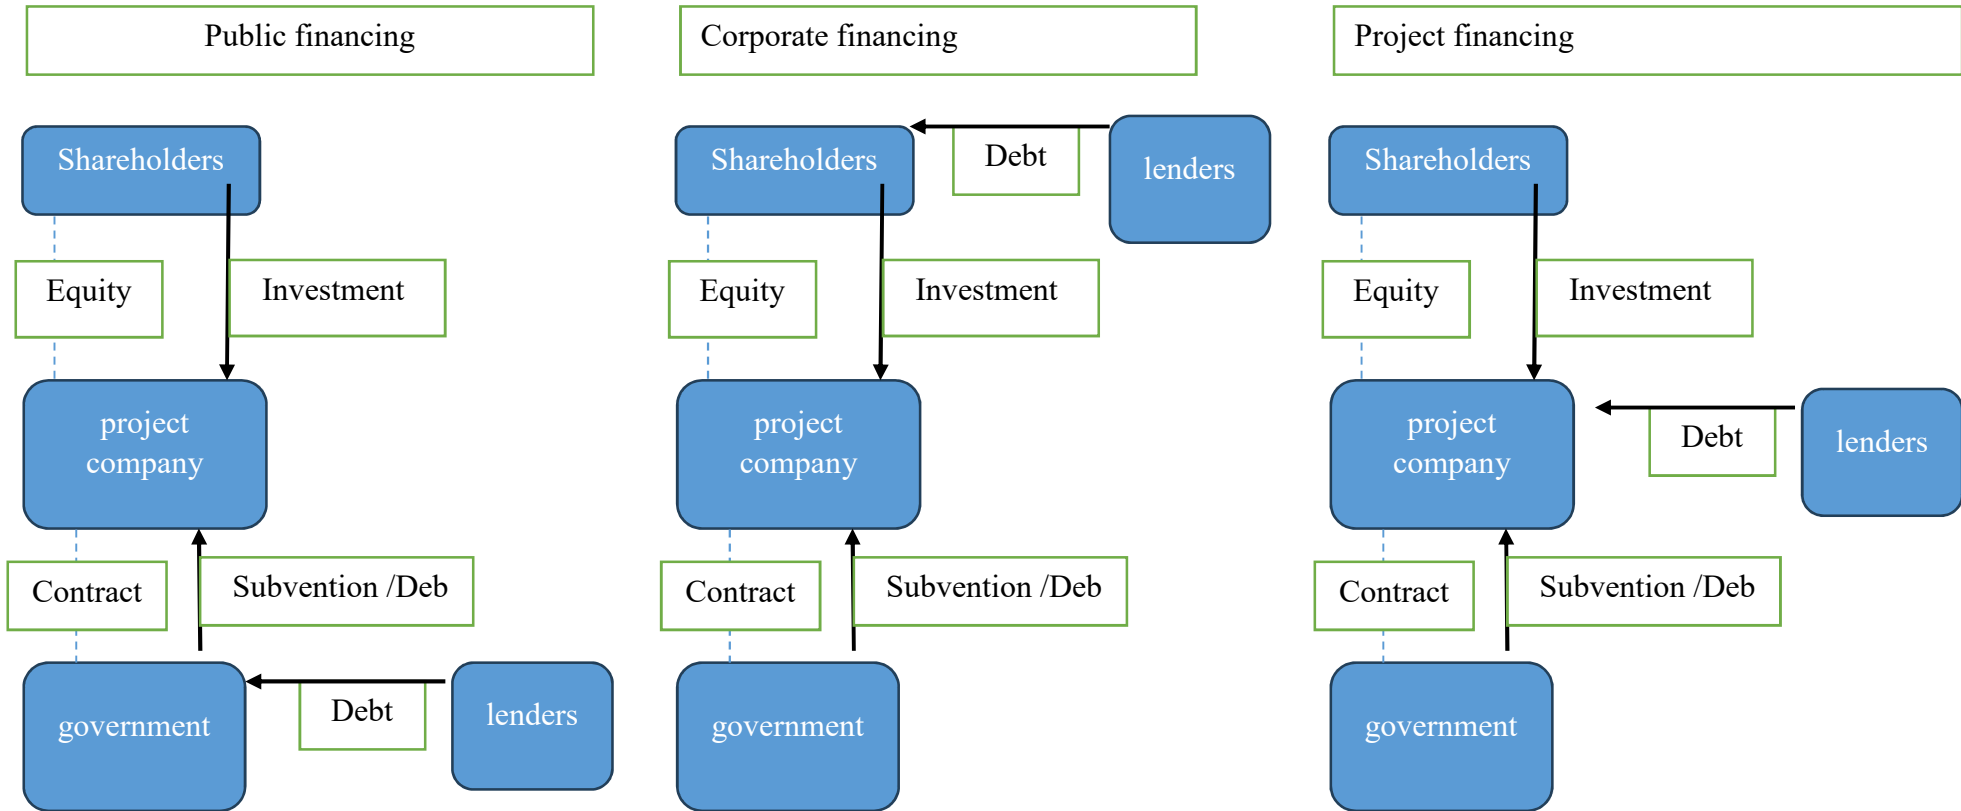 Public financing
Corporate financing
Project financing
Shareholders
Equity
Investment
project
company
Contract
Subvention /Deb
government
Debt
lenders
Shareholders
Debt
lenders
Equity
Investment
project
company
Contract
Subvention /Deb
government
Shareholders
Equity
Investment
project
company
Debt
lenders
Contract
Subvention /Deb
government